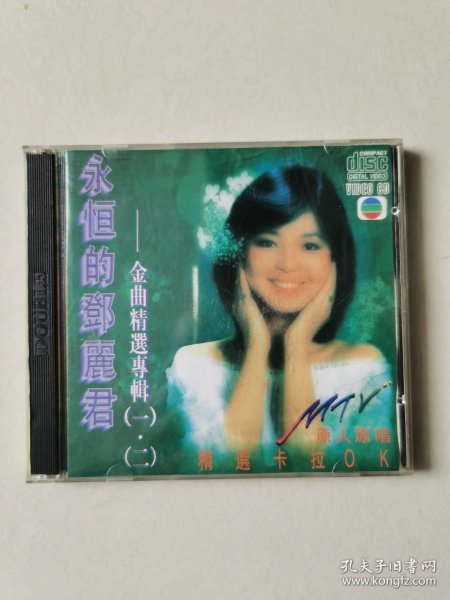 永恒的鄧麗君
——金曲精選專輯(一)·(二)
COMPACT
disc
DIGITAL VIDEO
VIDEO CD
MTV
原人原唱
精選卡拉OK
DOUBLE
孔夫子旧书网
www.kongfz.com